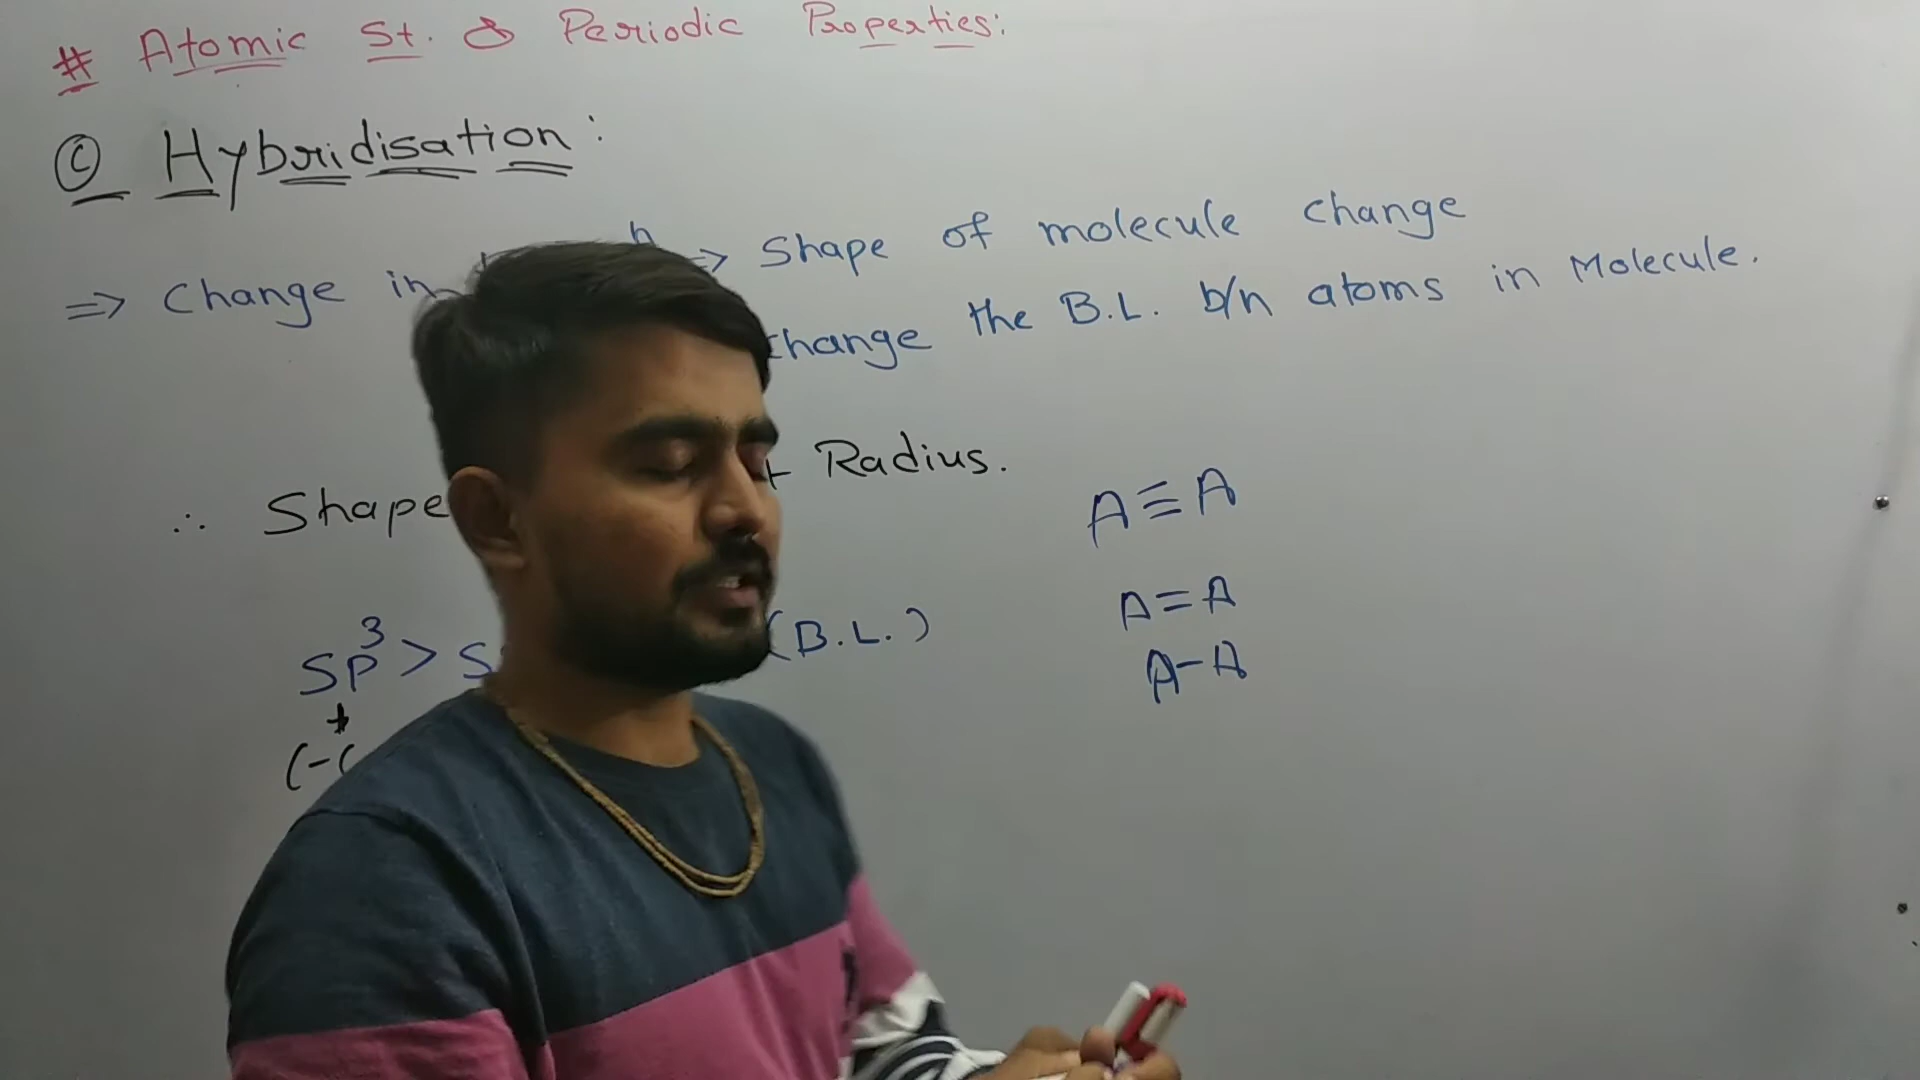 # Atomic St. & Periodic Properties:
© Hybridisation:
=> Change in => Shape of molecule change
change the B.L. b/n atoms in Molecule.
∴ Shape Radius.
A≡A
A=A
SP³ > (B.L.)
A-A